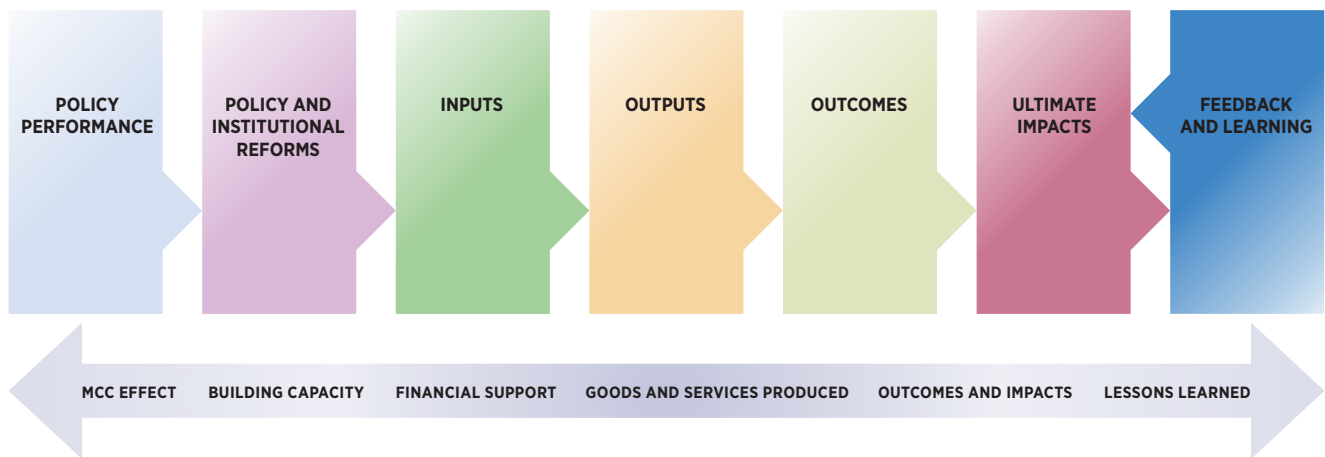 POLICY
PERFORMANCE
POLICY AND
INSTITUTIONAL
REFORMS
INPUTS
OUTPUTS
OUTCOMES
ULTIMATE
IMPACTS
FEEDBACK
AND LEARNING
MCC EFFECT
BUILDING CAPACITY
FINANCIAL SUPPORT
GOODS AND SERVICES PRODUCED
OUTCOMES AND IMPACTS
LESSONS LEARNED